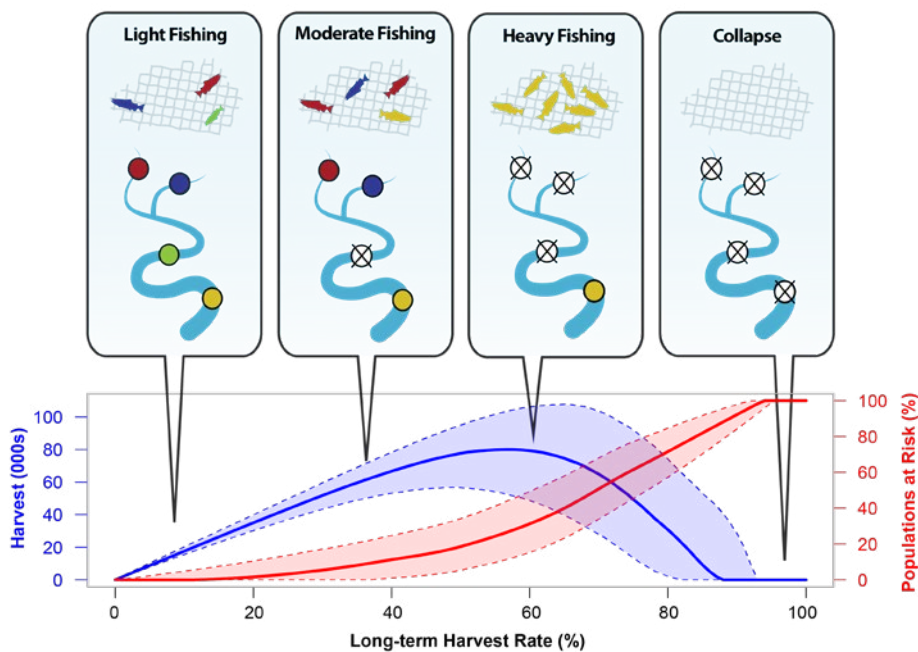 Light Fishing
Moderate Fishing
Heavy Fishing
Collapse
Harvest (000s)
100
80
60
40
20
0
Populations at Risk (%)
100
80
60
40
20
0
0
20
40
60
80
100
Long-term Harvest Rate (%)